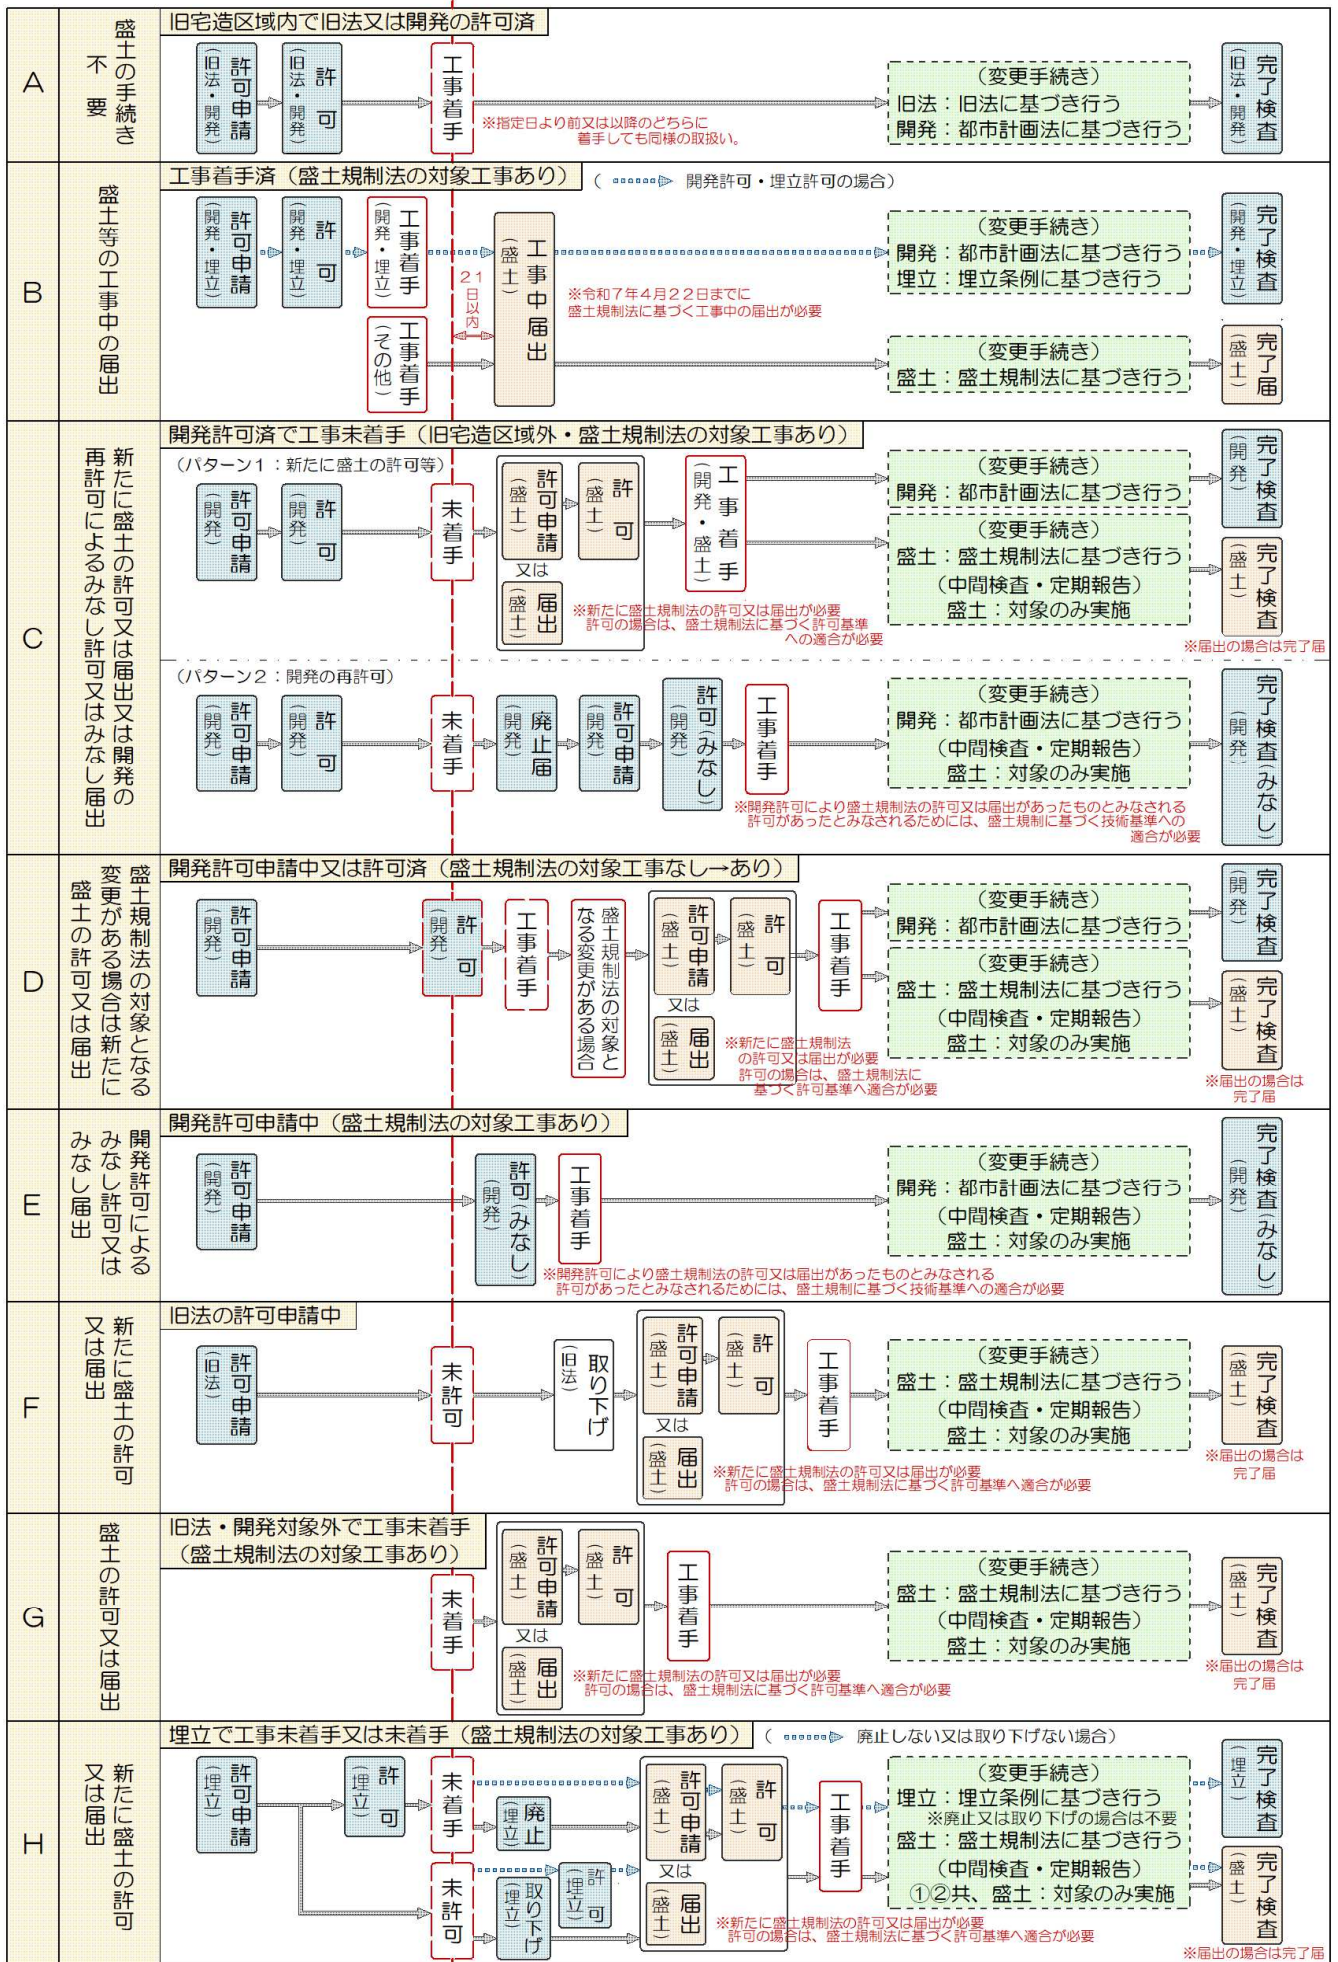 A
盛土の手続き
不要
旧宅造区域内で旧法又は開発の許可済
許可申請
(旧法・開発)
許可
(旧法・開発)
工事着手
※指定日より前又は以降のどちらに
着手しても同様の取扱い。
(変更手続き)
旧法:旧法に基づき行う
開発:都市計画法に基づき行う
完了検査
(旧法・開発)
B
盛土等の工事中の届出
工事着手済(盛土規制法の対象工事あり)
( 開発許可・埋立許可の場合)
許可申請
(開発・埋立)
許可
(開発・埋立)
工事着手
(開発・埋立)
工事着手
(その他)
21日以内
工事中届出
(盛土)
※令和7年4月22日までに
盛土規制法に基づく工事中の届出が必要
(変更手続き)
開発:都市計画法に基づき行う
埋立:埋立条例に基づき行う
完了検査
(開発・埋立)
(変更手続き)
盛土:盛土規制法に基づき行う
完了届
(盛土)
C
新たに盛土の許可又は届出又は開発の
再許可によるみなし許可又はみなし届出
開発許可済で工事未着手(旧宅造区域外・盛土規制法の対象工事あり)
(パターン1:新たに盛土の許可等)
許可申請
(開発)
許可
(開発)
未着手
許可申請
(盛土)
許可
(盛土)
又は
届出
(盛土)
工事着手
(開発・盛土)
※新たに盛土規制法の許可又は届出が必要
許可の場合は、盛土規制法に基づく許可基準
への適合が必要
(変更手続き)
開発:都市計画法に基づき行う
完了検査
(開発)
(変更手続き)
盛土:盛土規制法に基づき行う
(中間検査・定期報告)
盛土:対象のみ実施
完了検査
(盛土)
※届出の場合は完了届
(パターン2:開発の再許可)
許可申請
(開発)
許可
(開発)
未着手
廃止届
(開発)
許可申請
(開発)
許可(みなし)
(開発)
工事着手
(変更手続き)
開発:都市計画法に基づき行う
(中間検査・定期報告)
盛土:対象のみ実施
完了検査(みなし)
(開発)
※開発許可により盛土規制法の許可又は届出があったものとみなされる
許可があったとみなされるためには、盛土規制に基づく技術基準への
適合が必要
D
盛土規制法の対象となる
変更がある場合は新たに
盛土の許可又は届出
開発許可申請中又は許可済(盛土規制法の対象工事なし→あり)
許可申請
(開発)
許可
(開発)
工事着手
盛土規制法の対象と
なる変更がある場合
許可申請
(盛土)
許可
(盛土)
又は
届出
(盛土)
工事着手
※新たに盛土規制法
の許可又は届出が必要
許可の場合は、盛土規制法に
基づく許可基準へ適合が必要
(変更手続き)
開発:都市計画法に基づき行う
完了検査
(開発)
(変更手続き)
盛土:盛土規制法に基づき行う
(中間検査・定期報告)
盛土:対象のみ実施
完了検査
(盛土)
※届出の場合は
完了届
E
開発許可による
みなし許可又は
みなし届出
開発許可申請中(盛土規制法の対象工事あり)
許可申請
(開発)
許可(みなし)
(開発)
工事着手
(変更手続き)
開発:都市計画法に基づき行う
(中間検査・定期報告)
盛土:対象のみ実施
完了検査(みなし)
(開発)
※開発許可により盛土規制法の許可又は届出があったものとみなされる
許可があったとみなされるためには、盛土規制に基づく技術基準への適合が必要
F
新たに盛土の許可
又は届出
旧法の許可申請中
許可申請
(旧法)
未許可
取り下げ
(旧法)
許可申請
(盛土)
許可
(盛土)
又は
届出
(盛土)
工事着手
※新たに盛土規制法の許可又は届出が必要
許可の場合は、盛土規制法に基づく許可基準へ適合が必要
(変更手続き)
盛土:盛土規制法に基づき行う
(中間検査・定期報告)
盛土:対象のみ実施
完了検査
(盛土)
※届出の場合は
完了届
G
盛土の許可又は届出
旧法・開発対象外で工事未着手
(盛土規制法の対象工事あり)
未着手
許可申請
(盛土)
許可
(盛土)
又は
届出
(盛土)
工事着手
※新たに盛土規制法の許可又は届出が必要
許可の場合は、盛土規制法に基づく許可基準へ適合が必要
(変更手続き)
盛土:盛土規制法に基づき行う
(中間検査・定期報告)
盛土:対象のみ実施
完了検査
(盛土)
※届出の場合は
完了届
H
新たに盛土の許可
又は届出
埋立で工事未着手又は未着手(盛土規制法の対象工事あり)
( 廃止しない又は取り下げない場合)
許可申請
(埋立)
許可
(埋立)
未着手
廃止
(埋立)
未許可
取り下げ
(埋立)
許可
(埋立)
許可申請
(盛土)
許可
(盛土)
又は
届出
(盛土)
工事着手
※新たに盛土規制法の許可又は届出が必要
許可の場合は、盛土規制法に基づく許可基準へ適合が必要
(変更手続き)
埋立:埋立条例に基づき行う
※廃止又は取り下げの場合は不要
盛土:盛土規制法に基づき行う
(中間検査・定期報告)
①②共、盛土:対象のみ実施
完了検査
(埋立)
完了検査
(盛土)
※届出の場合は完了届